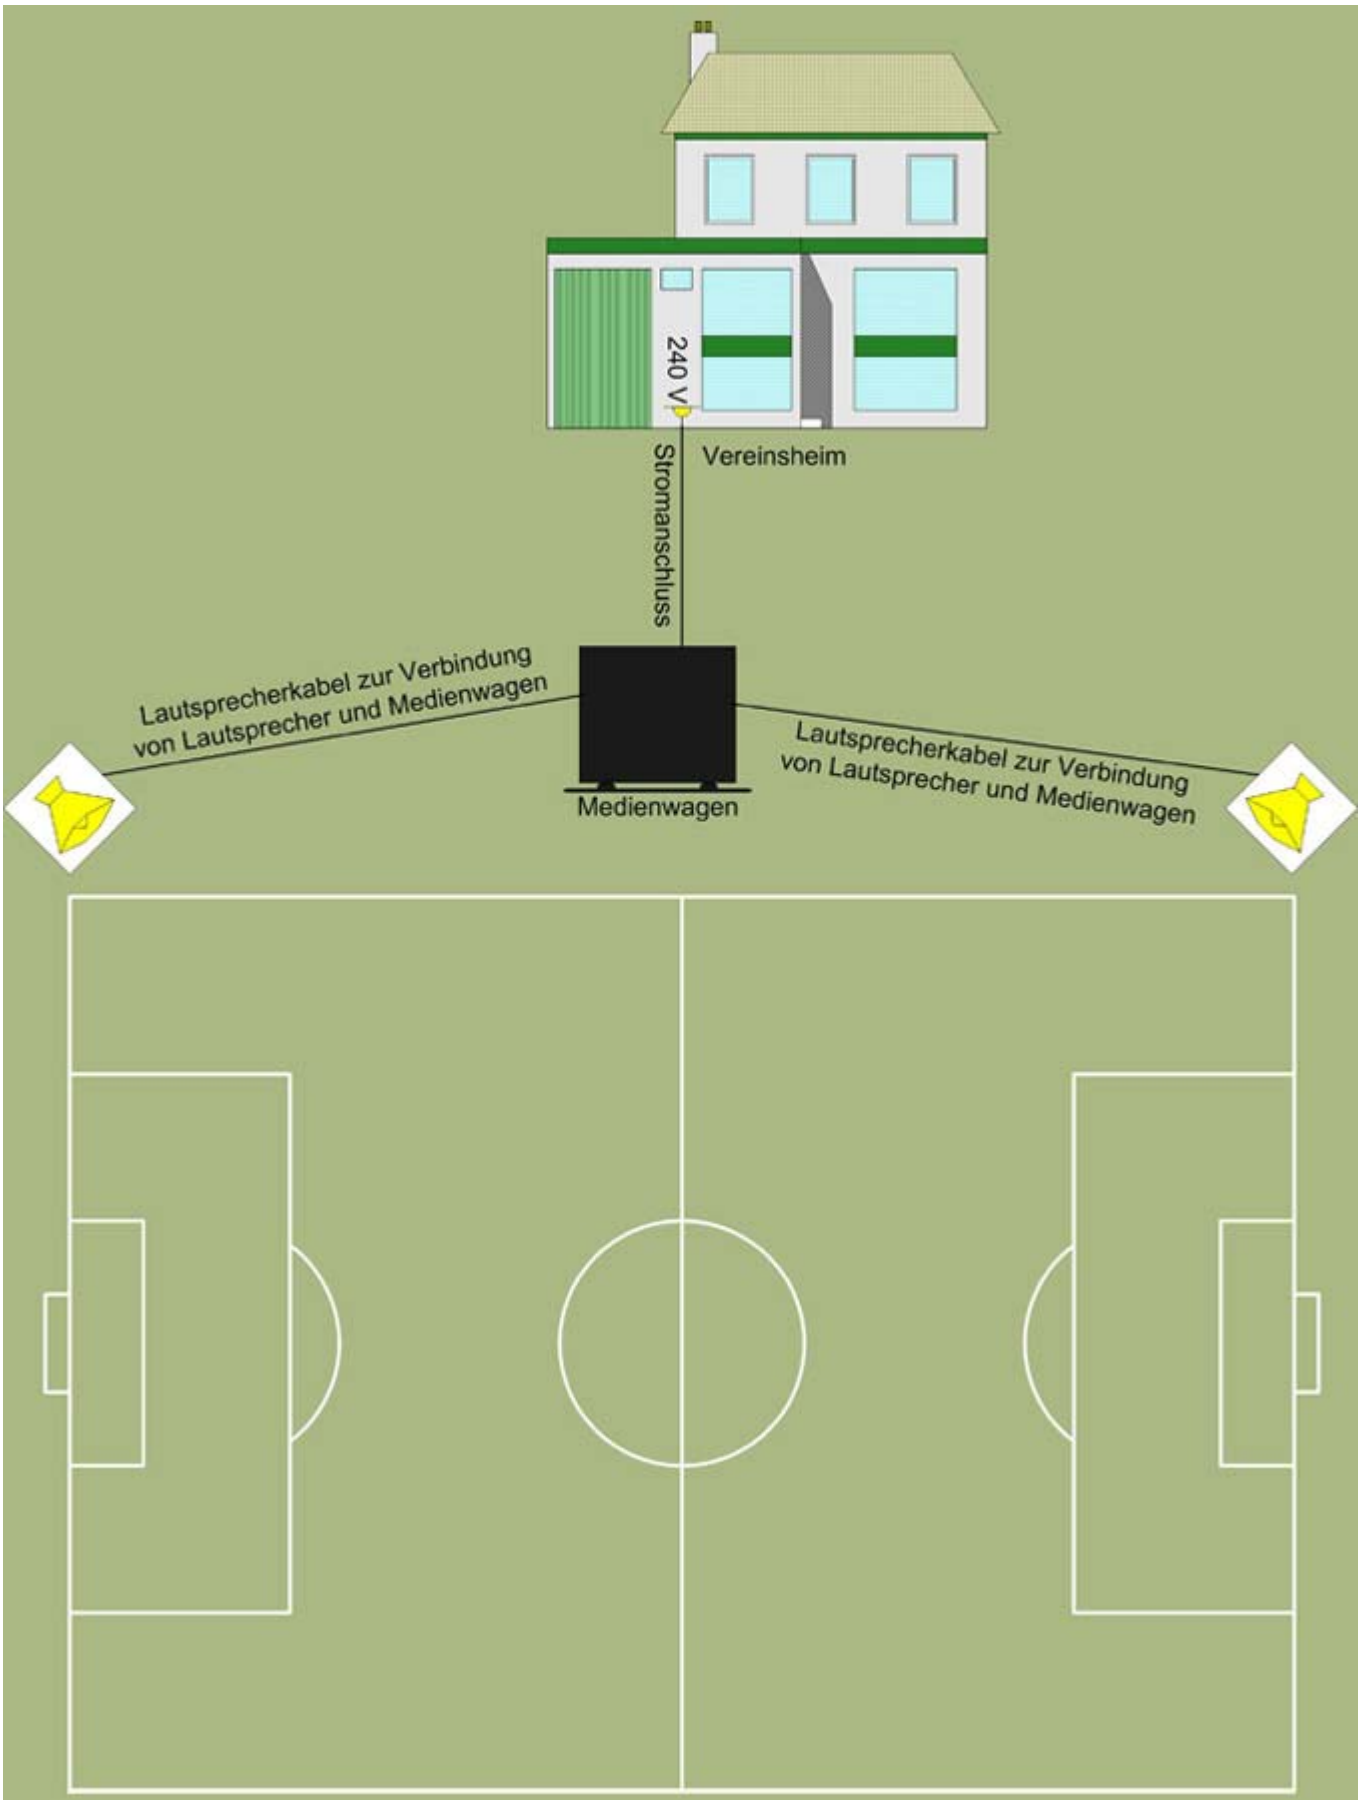 240 V
Stromanschluss
Vereinsheim
Lautsprecherkabel zur Verbindung
von Lautsprecher und Medienwagen
Lautsprecherkabel zur Verbindung
von Lautsprecher und Medienwagen
Medienwagen